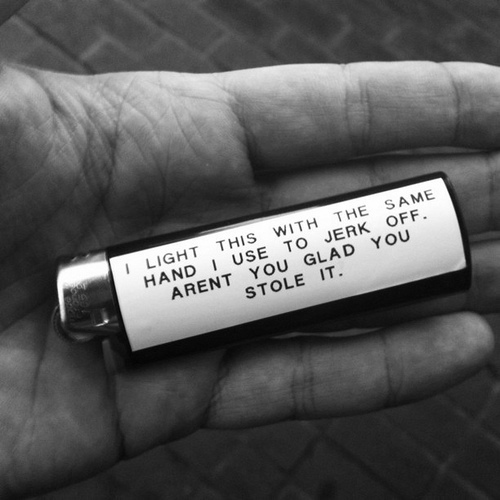 I LIGHT THIS WITH THE SAME
HAND I USE TO JERK OFF.
ARENT YOU GLAD YOU
STOLE IT.